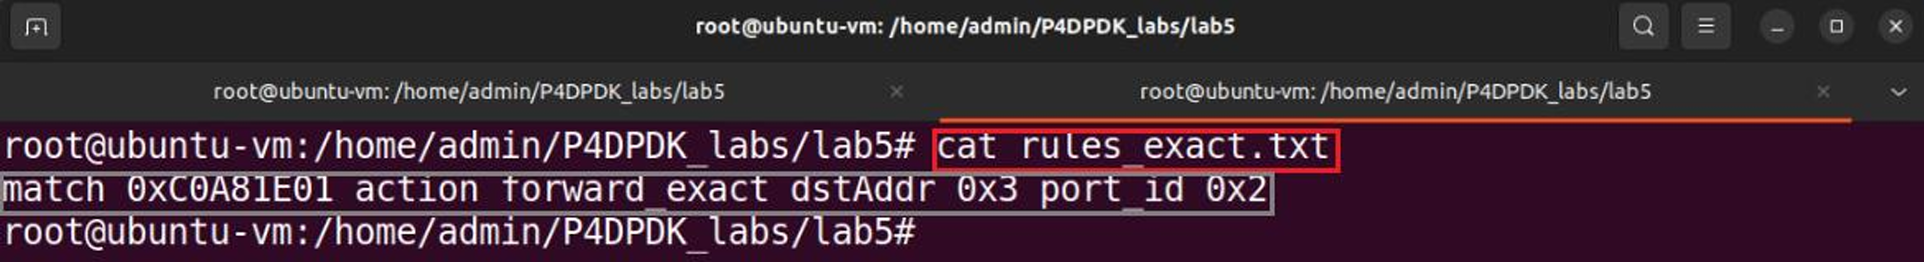 root@ubuntu-vm: /home/admin/P4DPDK_labs/lab5
root@ubuntu-vm: /home/admin/P4DPDK_labs/lab5
root@ubuntu-vm: /home/admin/P4DPDK_labs/lab5
root@ubuntu-vm:/home/admin/P4DPDK_labs/lab5# cat rules_exact.txt
match 0xC0A81E01 action forward_exact dstAddr 0x3 port_id 0x2
root@ubuntu-vm:/home/admin/P4DPDK_labs/lab5#